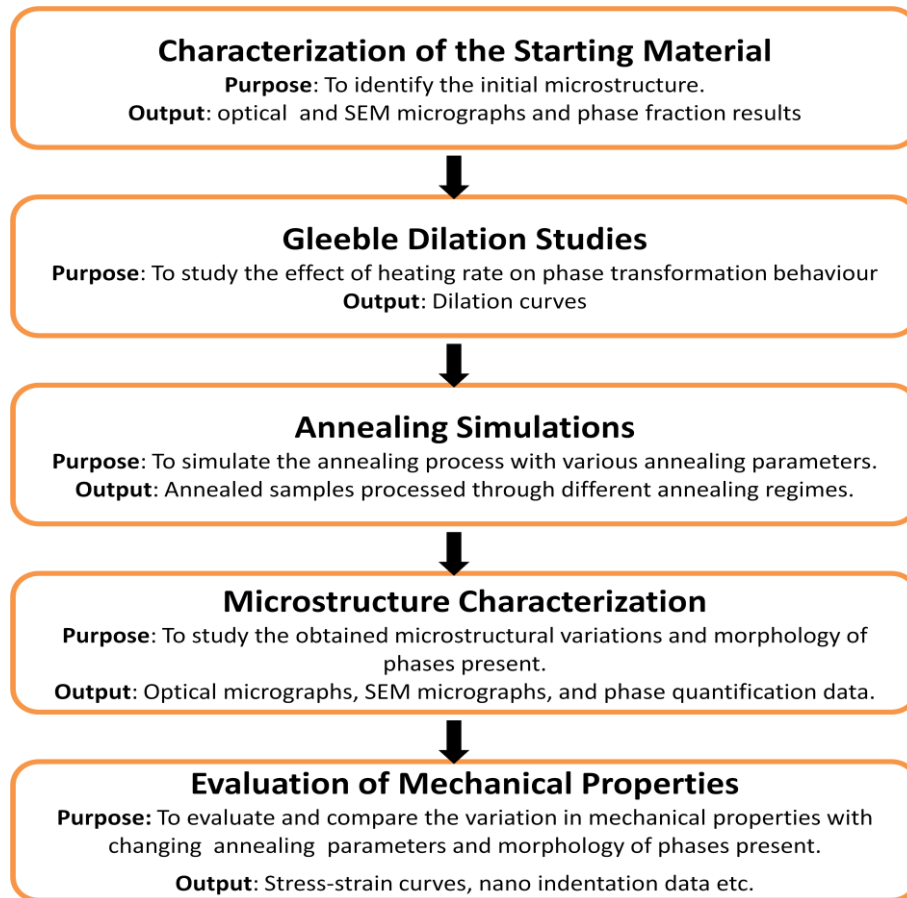 Characterization of the Starting Material
Purpose: To identify the initial microstructure.
Output: optical and SEM micrographs and phase fraction results
Gleeble Dilation Studies
Purpose: To study the effect of heating rate on phase transformation behaviour
Output: Dilation curves
Annealing Simulations
Purpose: To simulate the annealing process with various annealing parameters.
Output: Annealed samples processed through different annealing regimes.
Microstructure Characterization
Purpose: To study the obtained microstructural variations and morphology of
phases present.
Output: Optical micrographs, SEM micrographs, and phase quantification data.
Evaluation of Mechanical Properties
Purpose: To evaluate and compare the variation in mechanical properties with
changing annealing parameters and morphology of phases present.
Output: Stress-strain curves, nano indentation data etc.